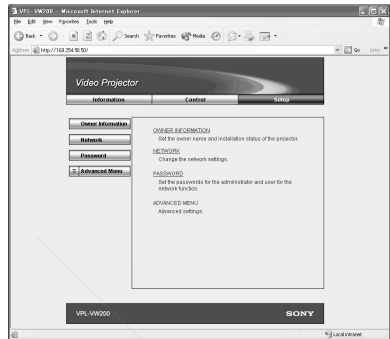 VPL-VW200 - Microsoft Internet Explorer
File Edit View Favorites Tools Help
Back Search Favorites Media
Address http://169.254.50.50/ Go Links
Video Projector
Information Control Setup
Owner Information
Network
Password
Advanced Menu
OWNER INFORMATION
Set the owner name and installation status of the projector.
NETWORK
Change the network settings.
PASSWORD
Set the passwords for the administrator and user for the
network function.
ADVANCED MENU
Advanced settings.
VPL-VW200 SONY
Local intranet